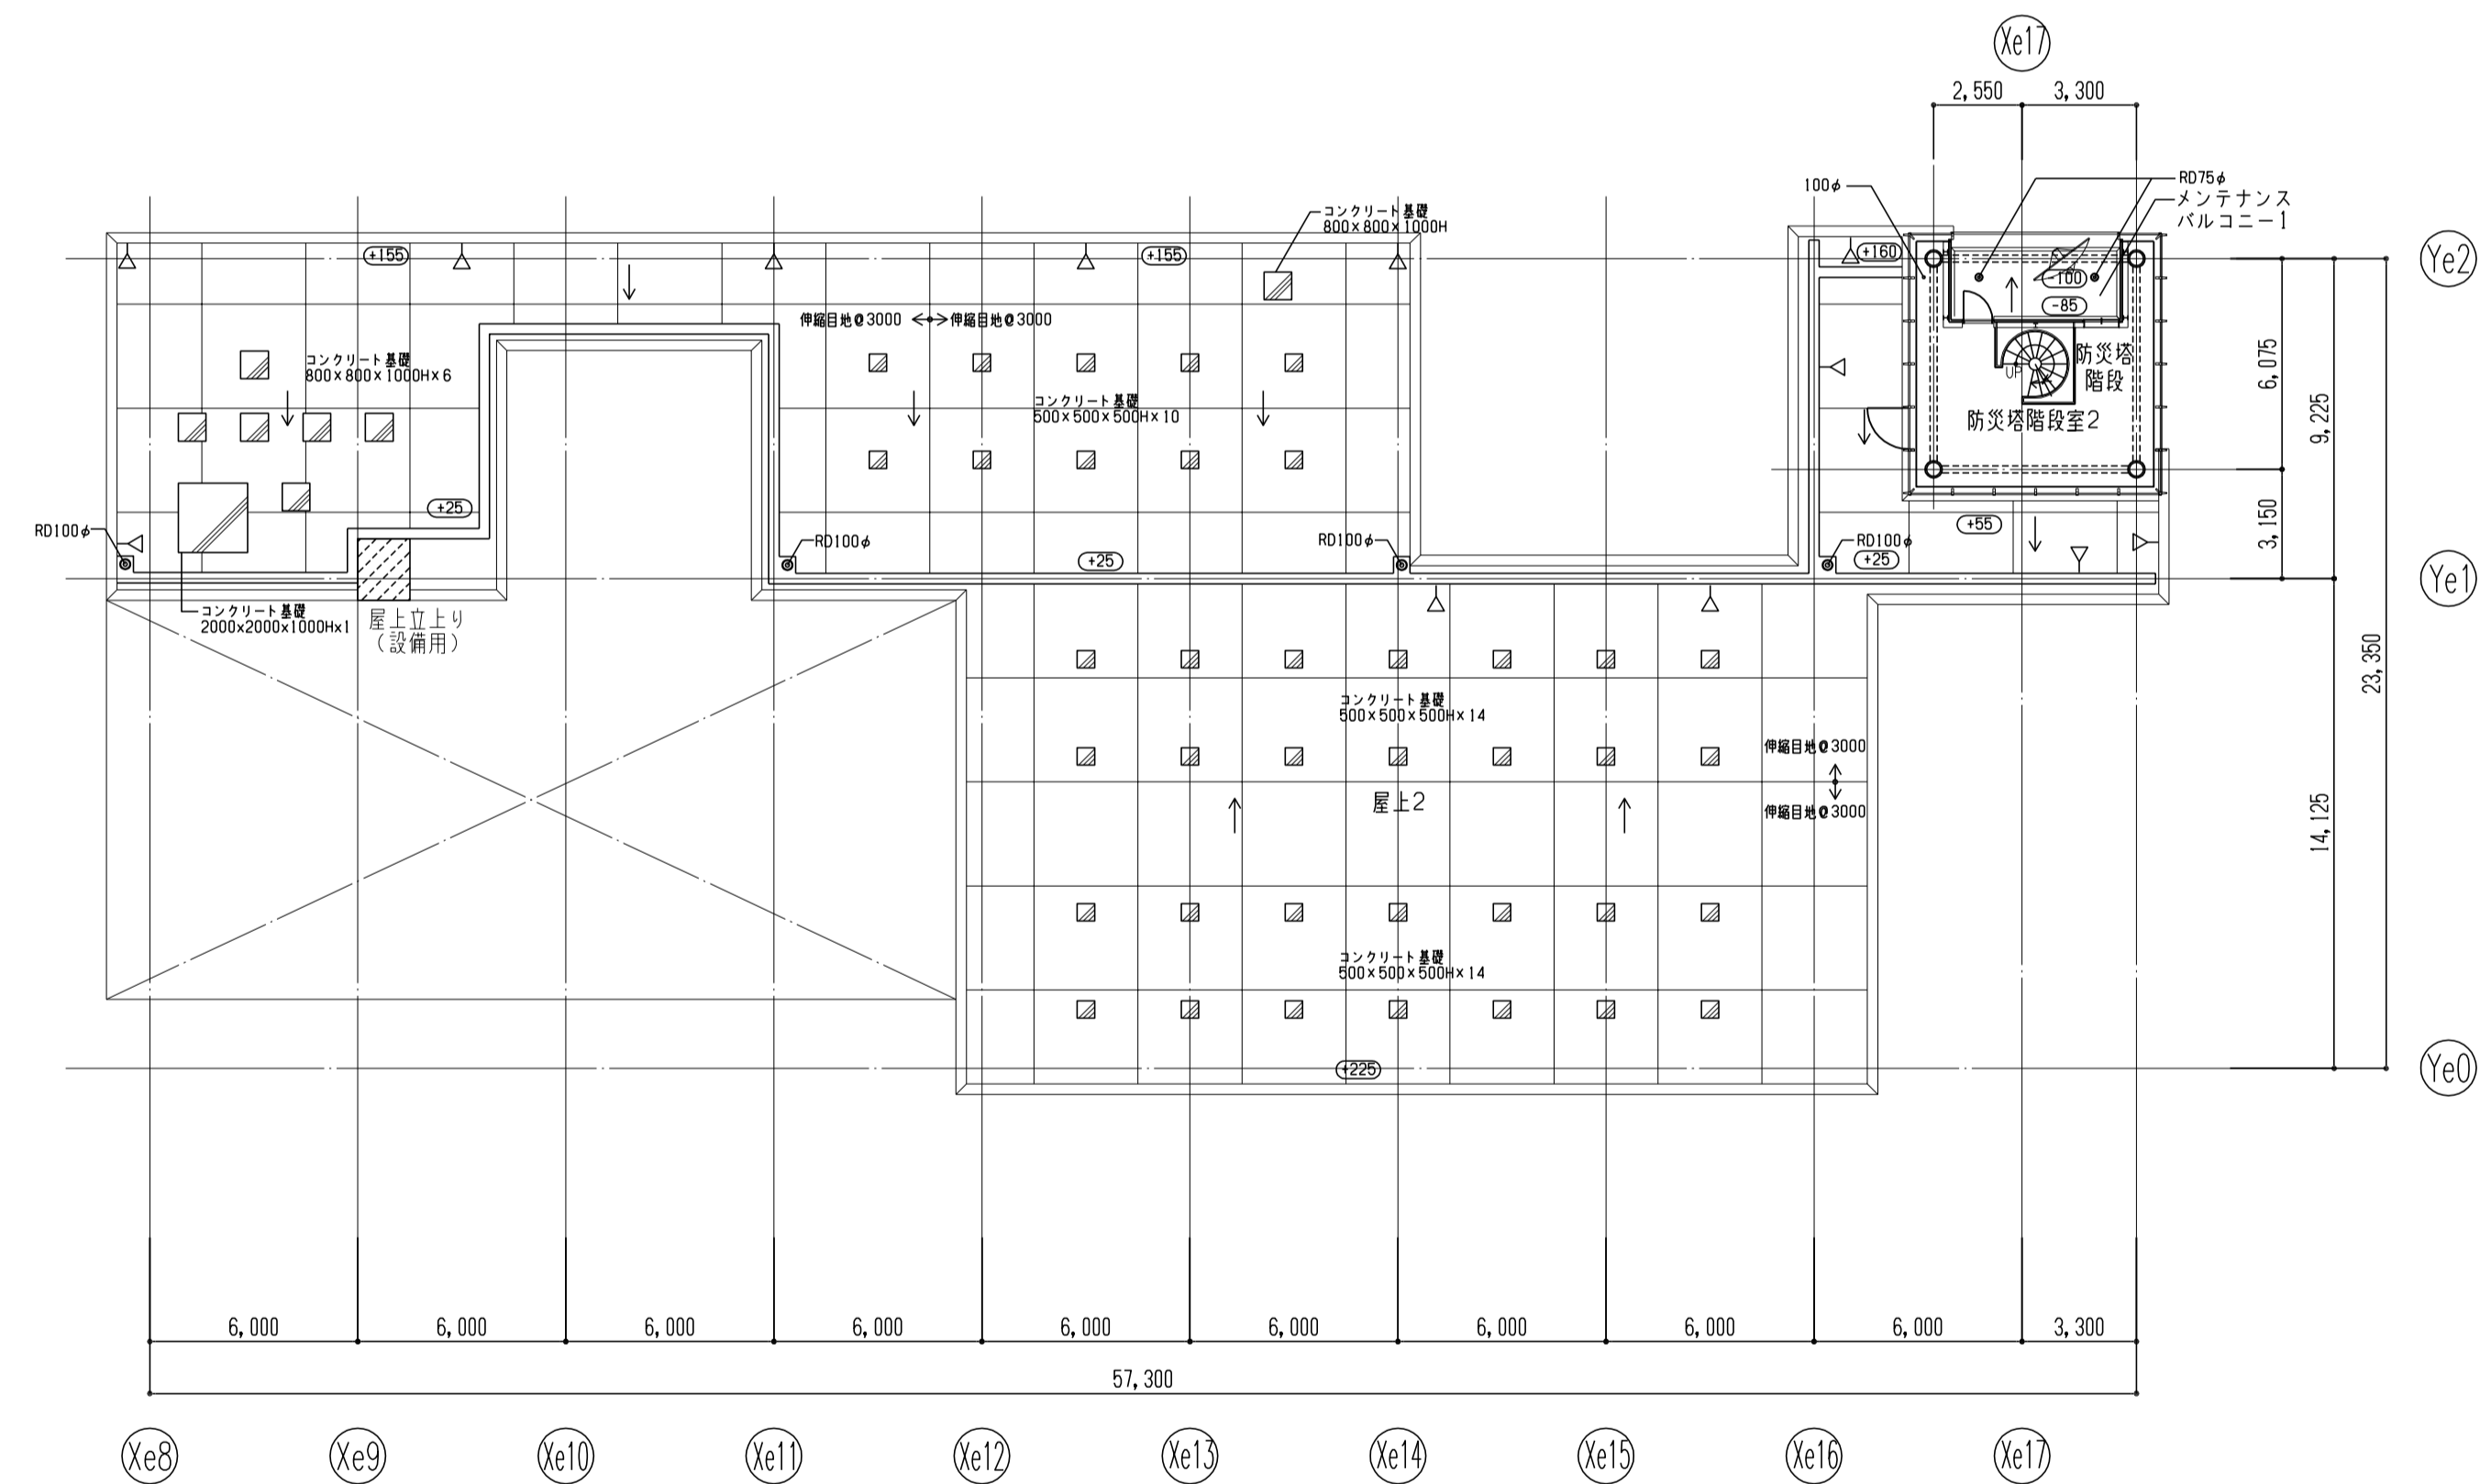 Xe17
2,550
3,300
100φ
RD75φ
メンテナンス
バルコニー1
コンクリート基礎
800×800×1000H
+155
+155
+160
Ye2
-100
-85
伸縮目地@3000
伸縮目地@3000
コンクリート基礎
800×800×1000H×6
防災塔
階段
UP
防災塔階段室2
6,075
9,225
コンクリート基礎
500×500×500H×10
+25
RD100φ
RD100φ
RD100φ
RD100φ
+55
+25
+25
3,150
Ye1
コンクリート基礎
2000x2000x1000Hx1
屋上立上り
(設備用)
23,350
コンクリート基礎
500×500×500H×14
伸縮目地@3000
屋上2
伸縮目地@3000
14,125
コンクリート基礎
500×500×500H×14
+225
Ye0
6,000
6,000
6,000
6,000
6,000
6,000
6,000
6,000
6,000
3,300
57,300
Xe8
Xe9
Xe10
Xe11
Xe12
Xe13
Xe14
Xe15
Xe16
Xe17